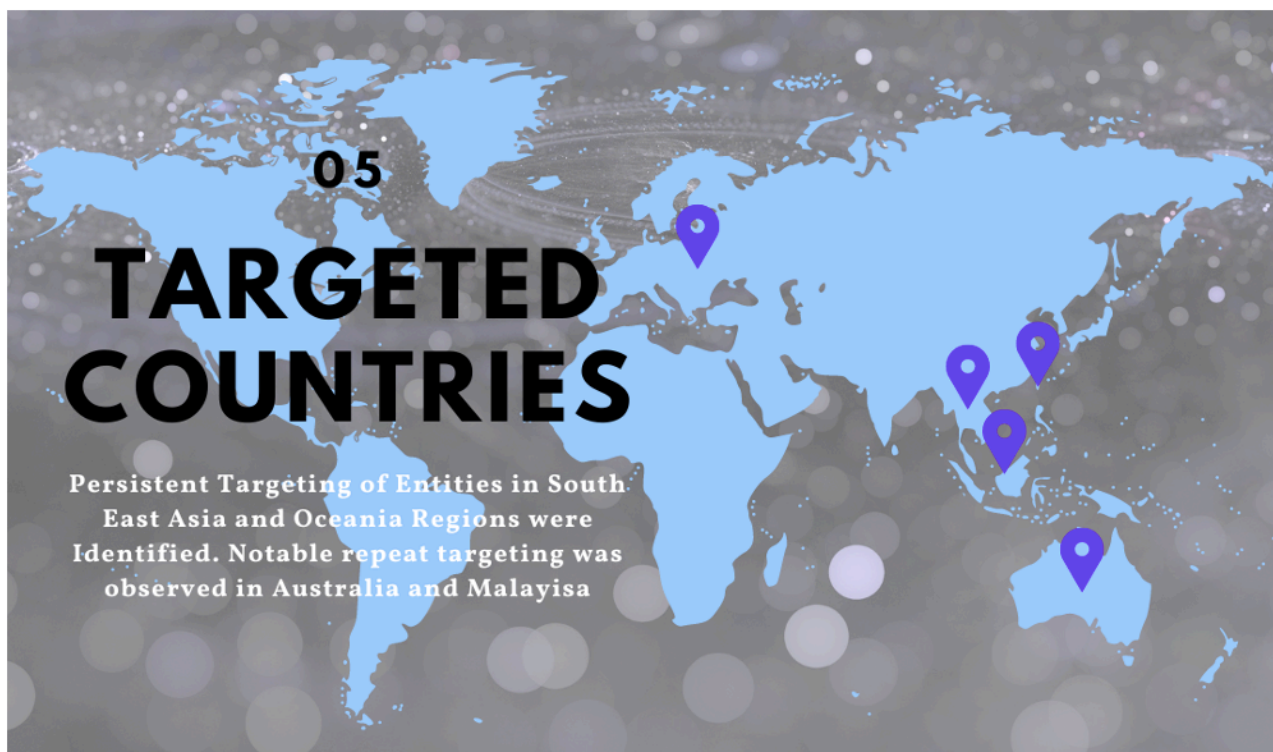 05
TARGETED
COUNTRIES
Persistent Targeting of Entities in South
East Asia and Oceania Regions were
Identified. Notable repeat targeting was
observed in Australia and Malayisa